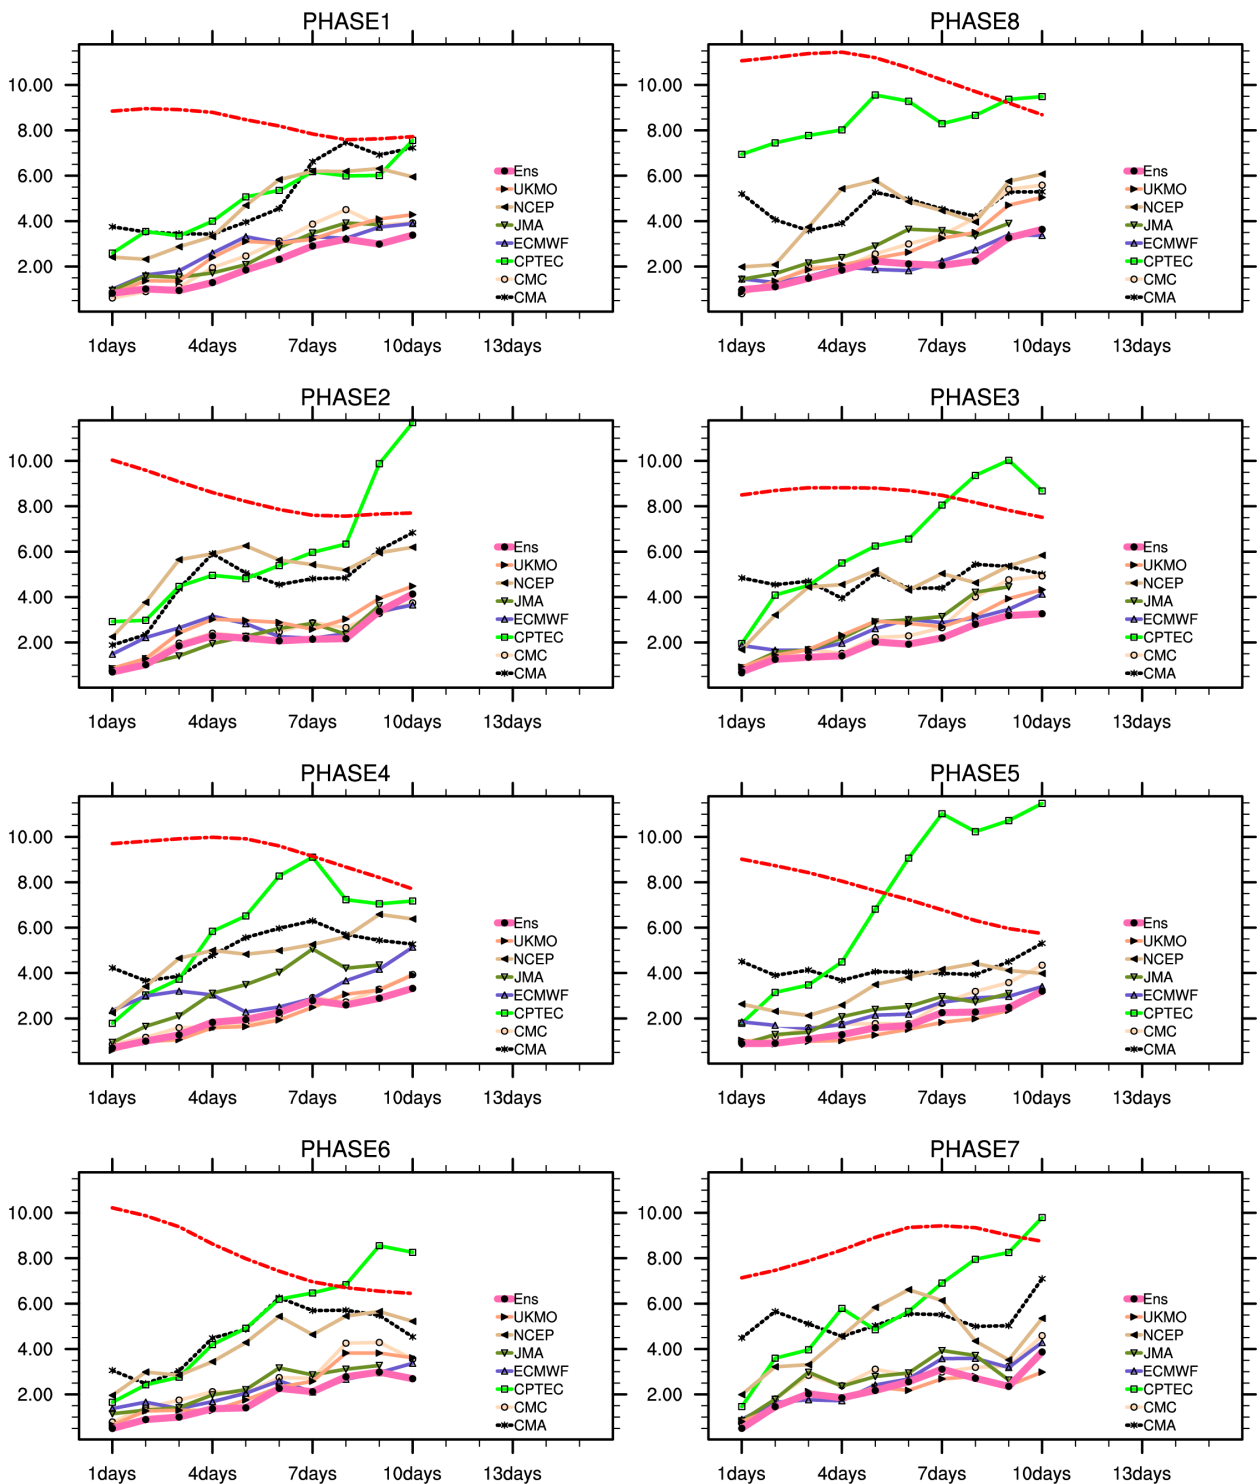 PHASE1
10.00
8.00
6.00
4.00
2.00
Ens
UKMO
NCEP
JMA
ECMWF
CPTEC
CMC
CMA
1days 4days 7days 10days 13days
PHASE8
10.00
8.00
6.00
4.00
2.00
Ens
UKMO
NCEP
JMA
ECMWF
CPTEC
CMC
CMA
1days 4days 7days 10days 13days
PHASE2
10.00
8.00
6.00
4.00
2.00
Ens
UKMO
NCEP
JMA
ECMWF
CPTEC
CMC
CMA
1days 4days 7days 10days 13days
PHASE3
10.00
8.00
6.00
4.00
2.00
Ens
UKMO
NCEP
JMA
ECMWF
CPTEC
CMC
CMA
1days 4days 7days 10days 13days
PHASE4
10.00
8.00
6.00
4.00
2.00
Ens
UKMO
NCEP
JMA
ECMWF
CPTEC
CMC
CMA
1days 4days 7days 10days 13days
PHASE5
10.00
8.00
6.00
4.00
2.00
Ens
UKMO
NCEP
JMA
ECMWF
CPTEC
CMC
CMA
1days 4days 7days 10days 13days
PHASE6
10.00
8.00
6.00
4.00
2.00
Ens
UKMO
NCEP
JMA
ECMWF
CPTEC
CMC
CMA
1days 4days 7days 10days 13days
PHASE7
10.00
8.00
6.00
4.00
2.00
Ens
UKMO
NCEP
JMA
ECMWF
CPTEC
CMC
CMA
1days 4days 7days 10days 13days